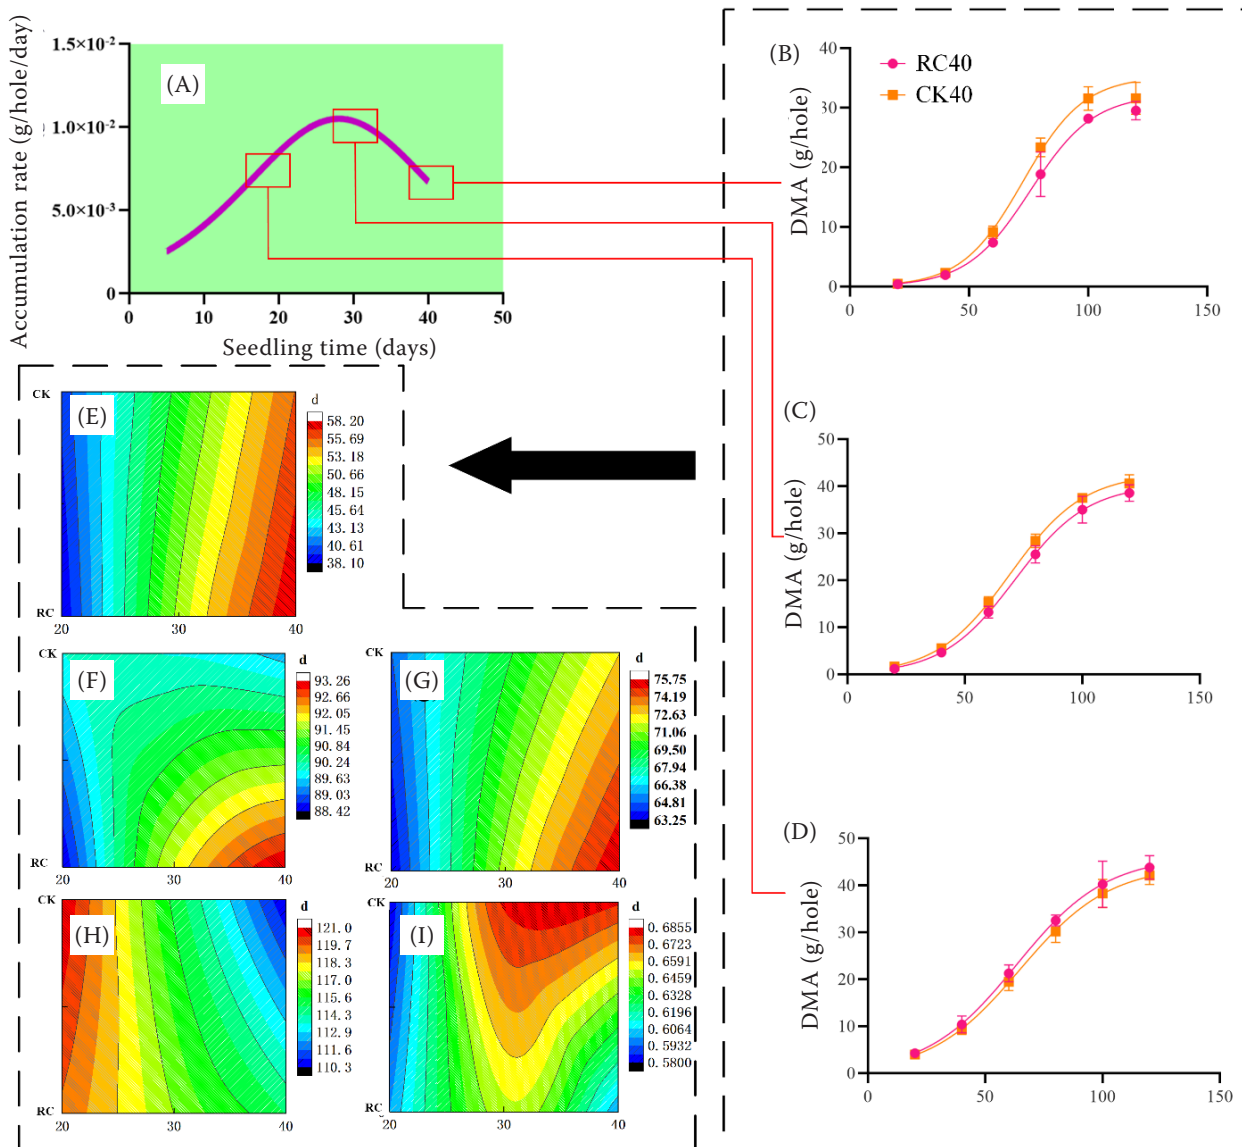 Accumulation rate (g/hole/day)
1.5×10⁻²
1.0×10⁻²
5.0×10⁻³
0
(A)
0 10 20 30 40 50
Seedling time (days)
(B)
RC40
CK40
DMA (g/hole)
40
30
20
10
0
0 50 100 150
(C)
DMA (g/hole)
50
40
30
20
10
0
0 50 100 150
(D)
DMA (g/hole)
50
40
30
20
10
0
0 50 100 150
CK
(E)
RC
20 30 40
d
58.20
55.69
53.18
50.66
48.15
45.64
43.13
40.61
38.10
CK
(F)
RC
20 30 40
d
93.26
92.66
92.05
91.45
90.84
90.24
89.63
89.03
88.42
CK
(G)
RC
20 30 40
d
75.75
74.19
72.63
71.06
69.50
67.94
66.38
64.81
63.25
CK
(H)
RC
20 30 40
d
121.0
119.7
118.3
117.0
115.6
114.3
112.9
111.6
110.3
CK
(I)
RC
20 30 40
d
0.6855
0.6723
0.6591
0.6459
0.6328
0.6196
0.6064
0.5932
0.5800